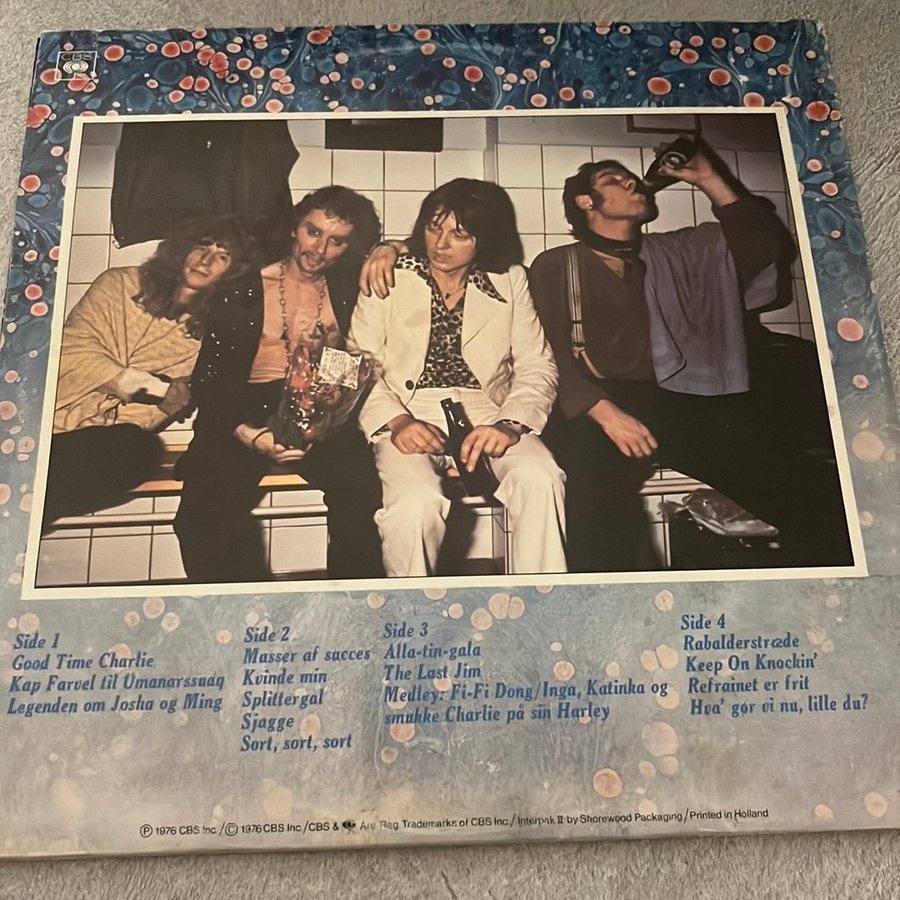 CBS
Side 1
Good Time Charlie
Kap Farvel til Umanarssuaq
Legenden om Josha og Ming
Side 2
Masser af succes
Kvinde min
Splittergal
Sjagge
Sort, sort, sort
Side 3
Alla-tin-gala
The Last Jim
Medley: Fi-Fi Dong/Inga, Katinka og
smukke Charlie på sin Harley
Side 4
Rabalderstræde
Keep On Knockin'
Refrainet er frit
Hva' gør vi nu, lille du?
Ⓟ 1976 CBS Inc./Ⓒ 1976 CBS Inc./CBS & Are Reg. Trademarks of CBS Inc./Interpak II by Shorewood Packaging/Printed in Holland